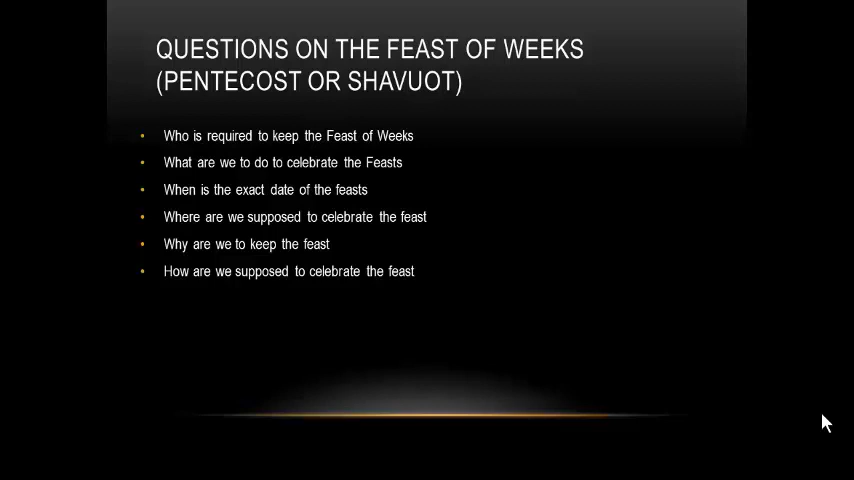 QUESTIONS ON THE FEAST OF WEEKS
(PENTECOST OR SHAVUOT)
• Who is required to keep the Feast of Weeks
• What are we to do to celebrate the Feasts
• When is the exact date of the feasts
• Where are we supposed to celebrate the feast
• Why are we to keep the feast
• How are we supposed to celebrate the feast